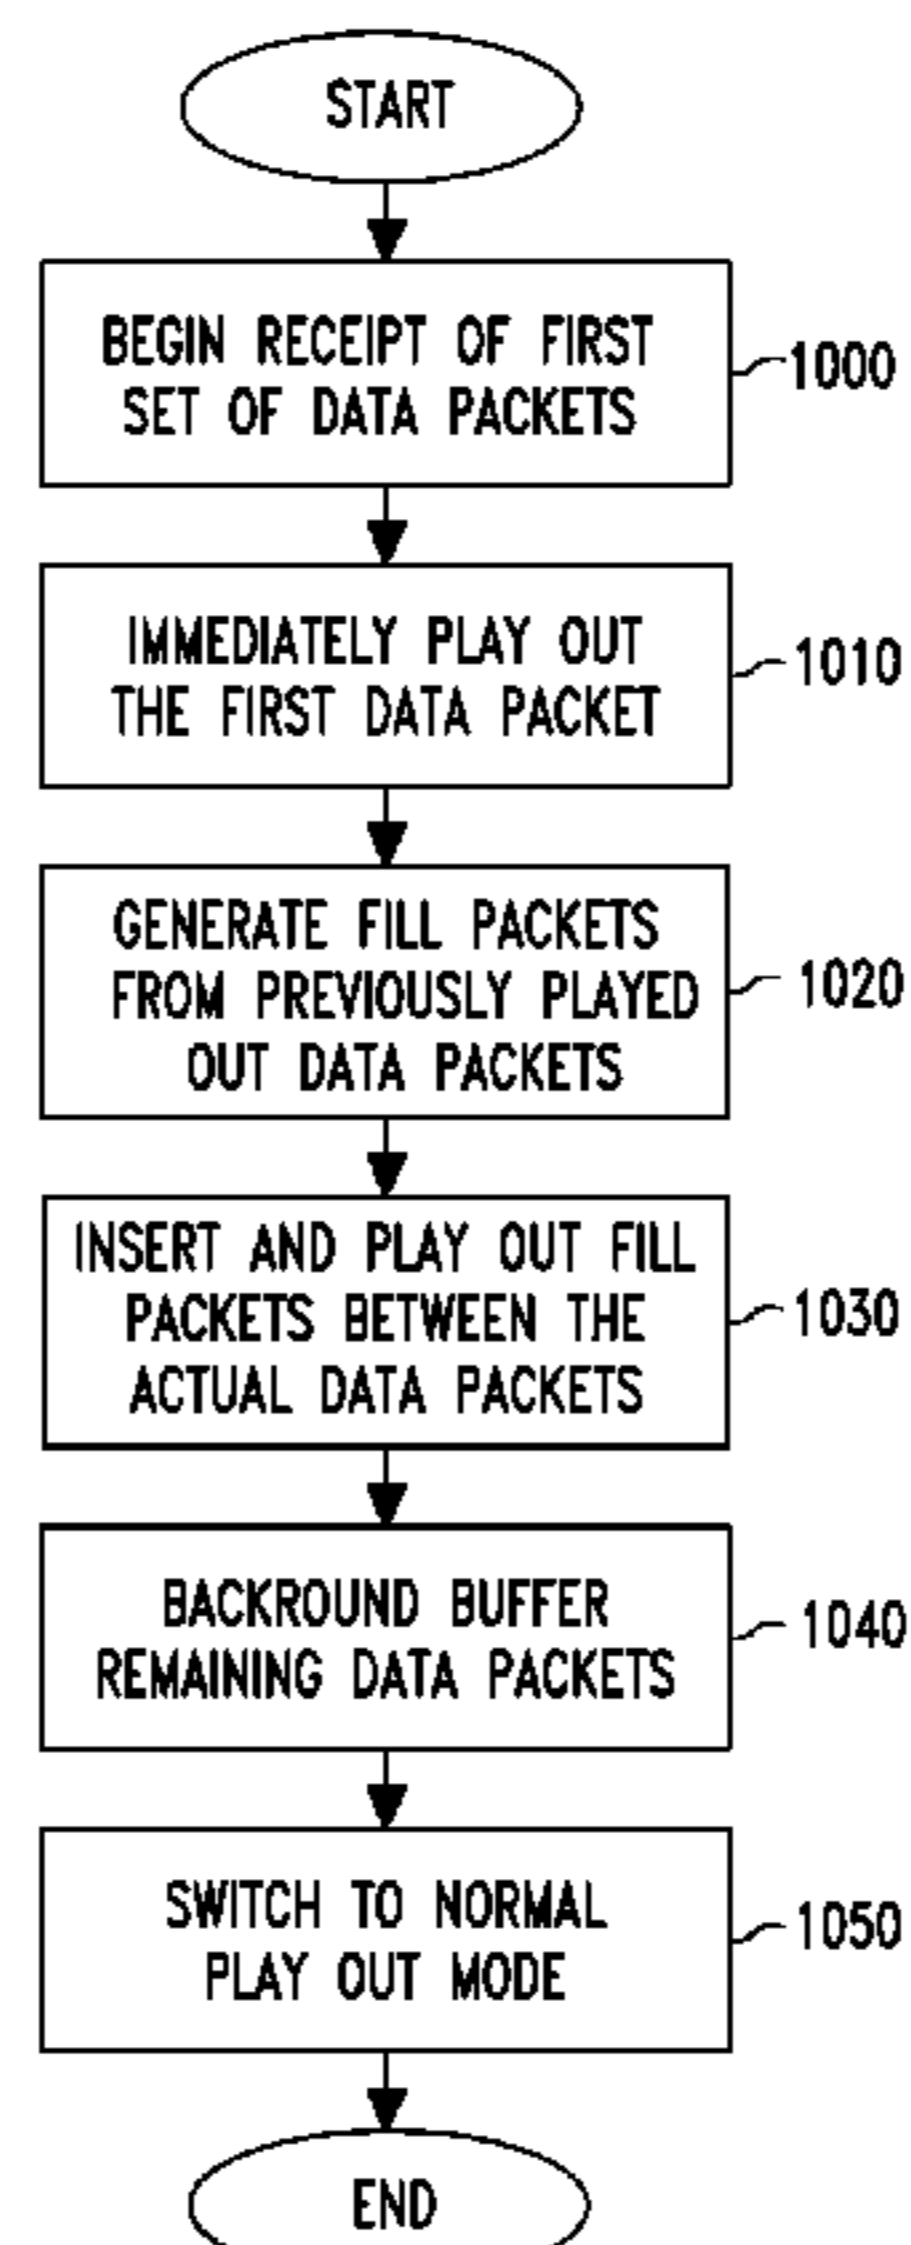 START
BEGIN RECEIPT OF FIRST
SET OF DATA PACKETS
1000
IMMEDIATELY PLAY OUT
THE FIRST DATA PACKET
1010
GENERATE FILL PACKETS
FROM PREVIOUSLY PLAYED
OUT DATA PACKETS
1020
INSERT AND PLAY OUT FILL
PACKETS BETWEEN THE
ACTUAL DATA PACKETS
1030
BACKROUND BUFFER
REMAINING DATA PACKETS
1040
SWITCH TO NORMAL
PLAY OUT MODE
1050
END